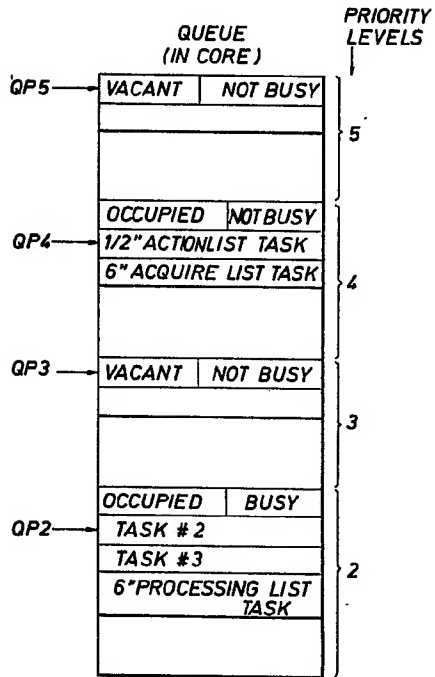 QUEUE
(IN CORE)
PRIORITY
LEVELS
QP5
VACANT NOT BUSY
5
OCCUPIED NOT BUSY
QP4
1/2" ACTIONLIST TASK
6" ACQUIRE LIST TASK
4
QP3
VACANT NOT BUSY
3
OCCUPIED BUSY
QP2
TASK #2
TASK #3
2
6" PROCESSING LIST
TASK